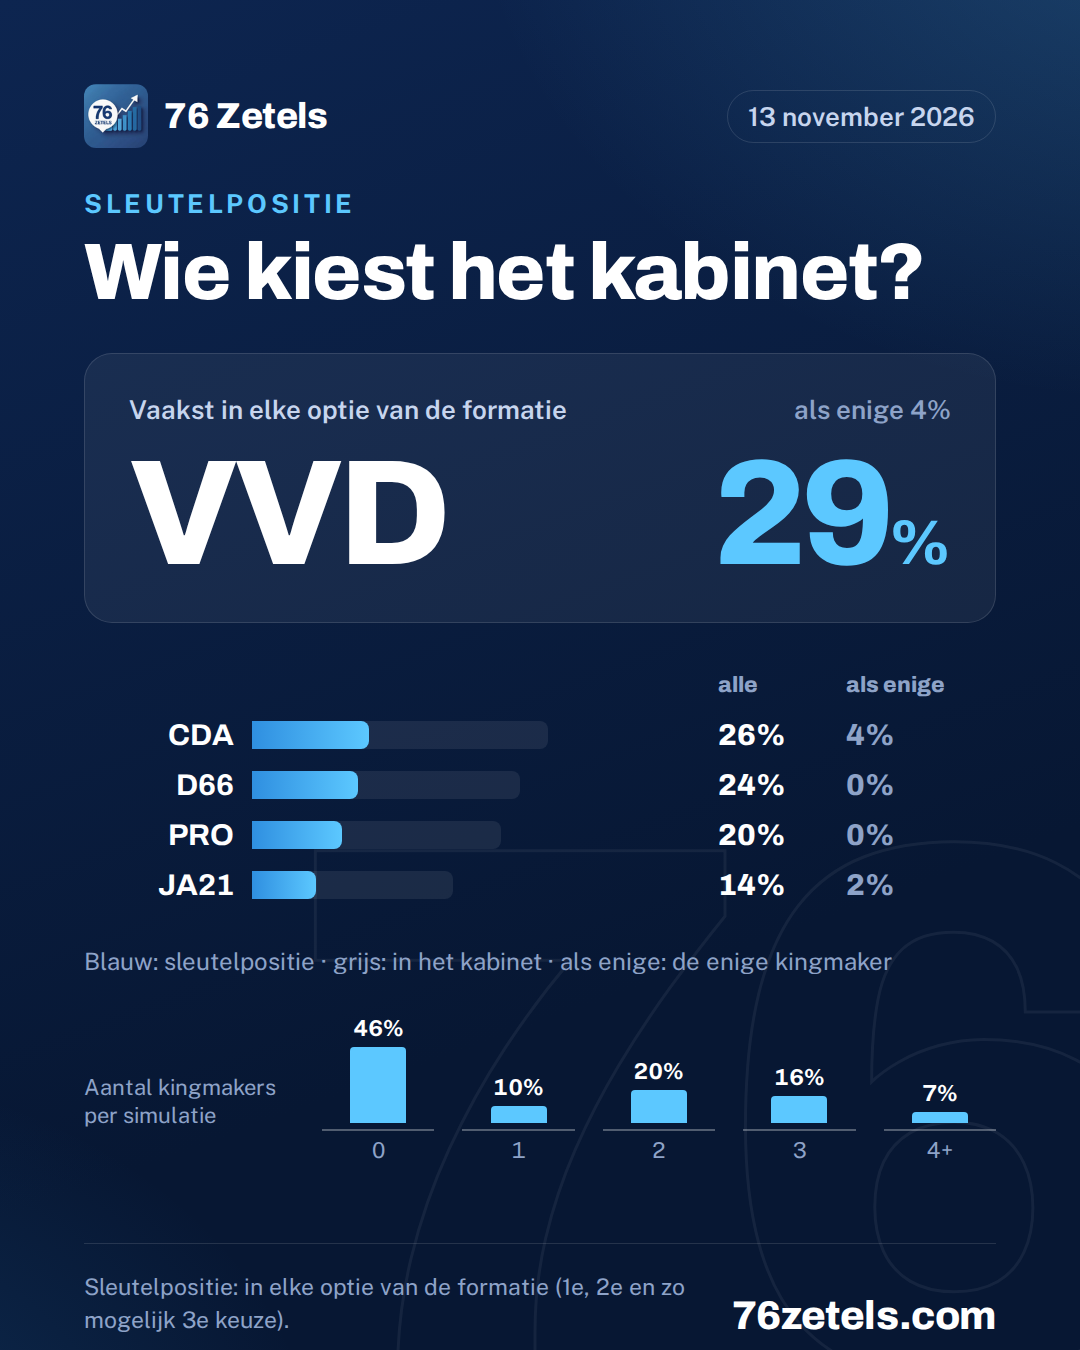 76
ZETELS
76 Zetels
13 november 2026
SLEUTELPOSITIE
Wie kiest het kabinet?
Vaakst in elke optie van de formatie
als enige 4%
VVD
29%
alle
als enige
CDA 26% 4%
D66 24% 0%
PRO 20% 0%
JA21 14% 2%
Blauw: sleutelpositie · grijs: in het kabinet · als enige: de enige kingmaker
Aantal kingmakers
per simulatie
46% 10% 20% 16% 7%
0 1 2 3 4+
Sleutelpositie: in elke optie van de formatie (1e, 2e en zo
mogelijk 3e keuze).
76zetels.com
76